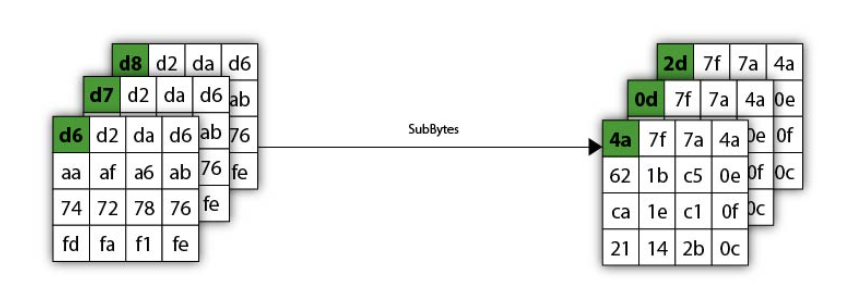 d8 d2 da d6
d7 d2 da d6 ab
d6 d2 da d6 ab 76
aa af a6 ab 76 fe
74 72 78 76 fe
fd fa f1 fe
SubBytes
2d 7f 7a 4a
0d 7f 7a 4a 0e
4a 7f 7a 4a 0e 0f
62 1b c5 0e 0f 0c
ca 1e c1 0f 0c
21 14 2b 0c